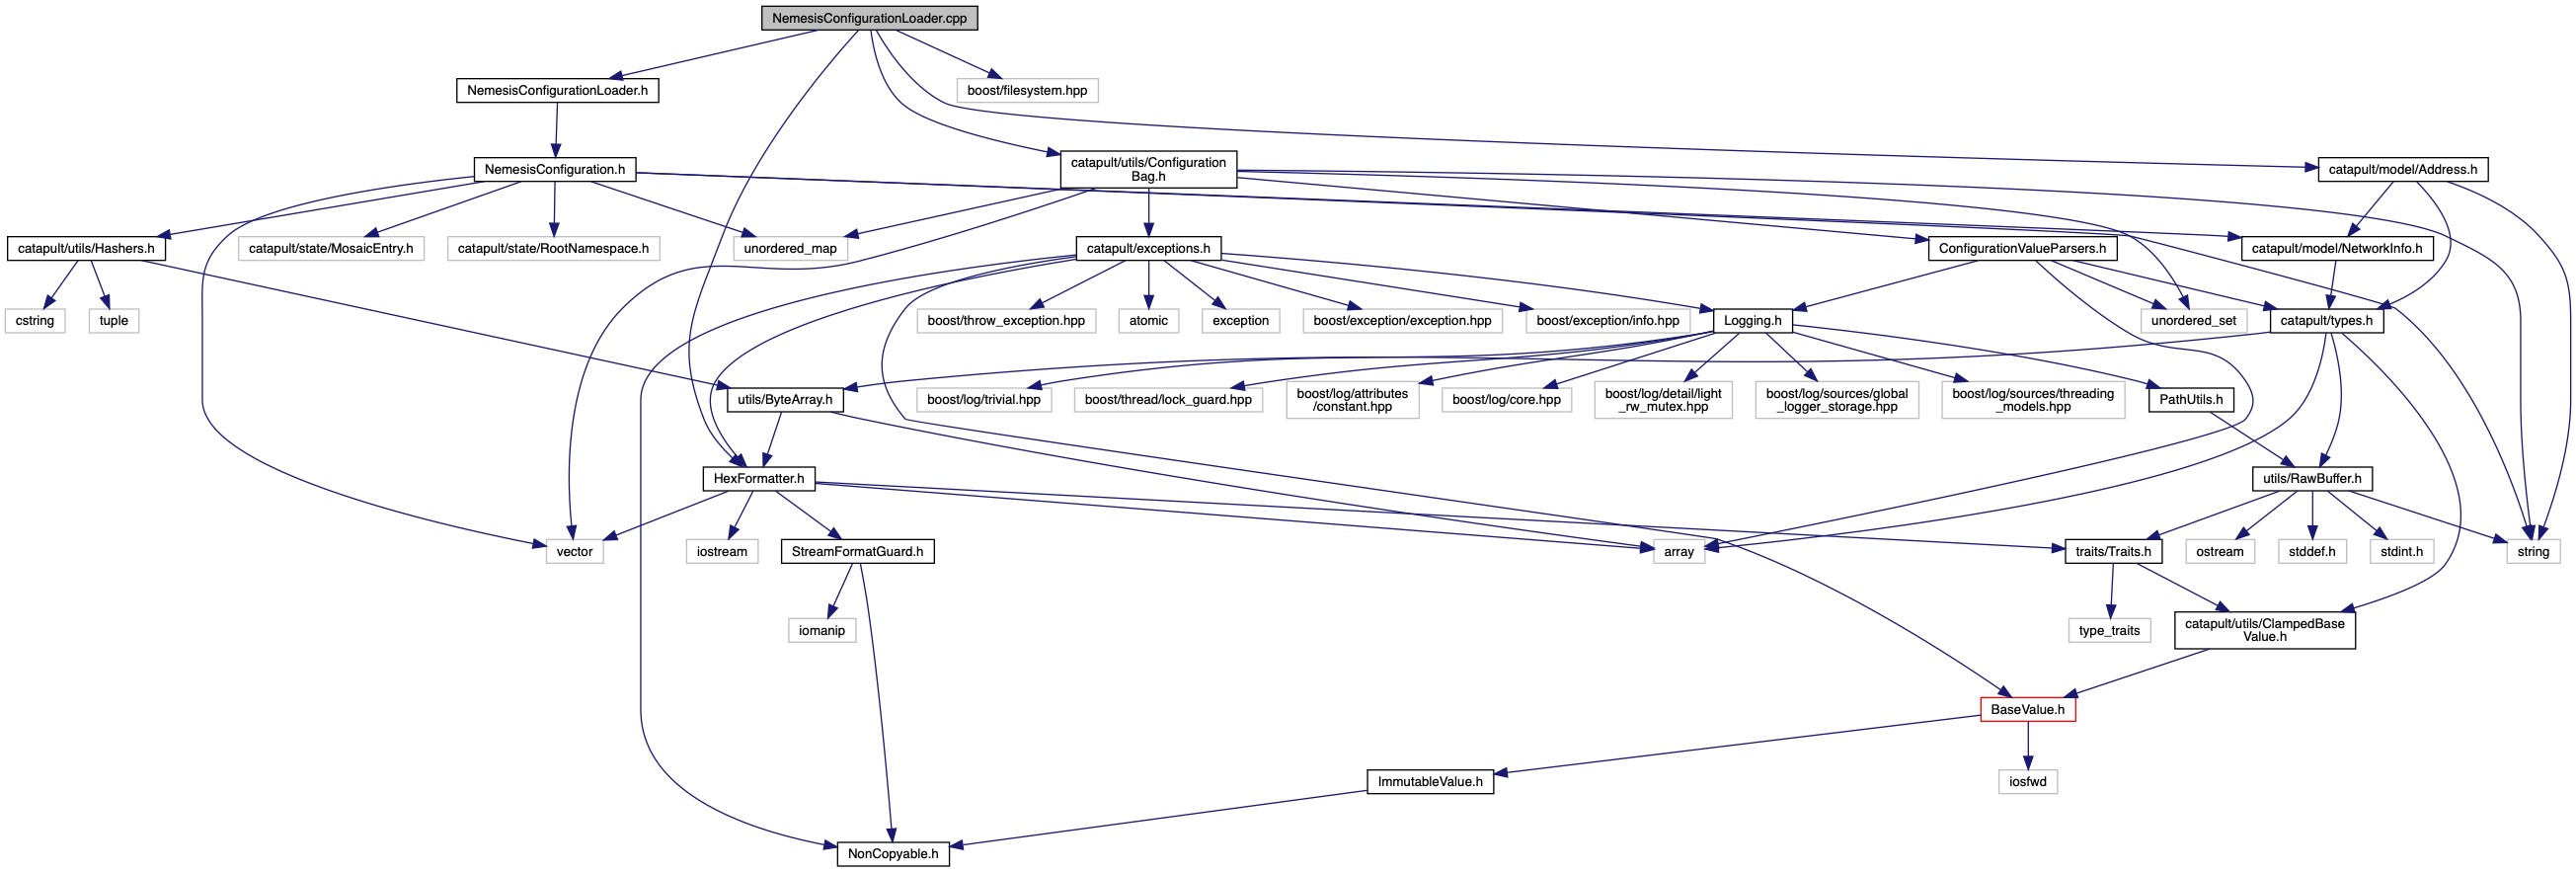 NemesisConfigurationLoader.cpp
NemesisConfigurationLoader.h
boost/filesystem.hpp
NemesisConfiguration.h
catapult/utils/Configuration
Bag.h
catapult/model/Address.h
catapult/utils/Hashers.h
catapult/state/MosaicEntry.h
catapult/state/RootNamespace.h
unordered_map
catapult/exceptions.h
ConfigurationValueParsers.h
catapult/model/NetworkInfo.h
cstring
tuple
boost/throw_exception.hpp
atomic
exception
boost/exception/exception.hpp
boost/exception/info.hpp
Logging.h
unordered_set
catapult/types.h
utils/ByteArray.h
boost/log/trivial.hpp
boost/thread/lock_guard.hpp
boost/log/attributes
/constant.hpp
boost/log/core.hpp
boost/log/detail/light
_rw_mutex.hpp
boost/log/sources/global
_logger_storage.hpp
boost/log/sources/threading
_models.hpp
PathUtils.h
HexFormatter.h
utils/RawBuffer.h
vector
iostream
StreamFormatGuard.h
array
traits/Traits.h
ostream
stddef.h
stdint.h
string
iomanip
type_traits
catapult/utils/ClampedBase
Value.h
BaseValue.h
ImmutableValue.h
iosfwd
NonCopyable.h